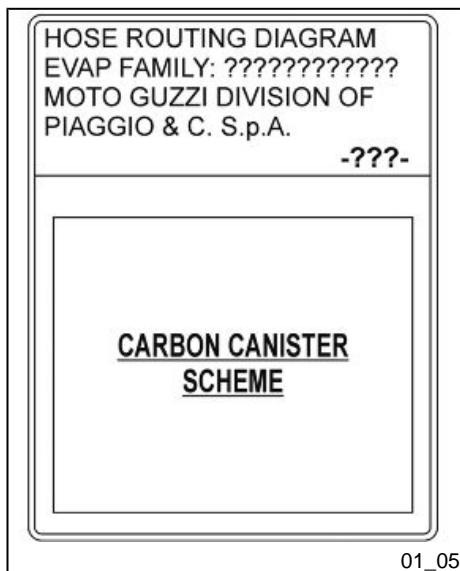 HOSE ROUTING DIAGRAM
EVAP FAMILY: ????????????
MOTO GUZZI DIVISION OF
PIAGGIO & C. S.p.A.
-???-
CARBON CANISTER
SCHEME
01_05